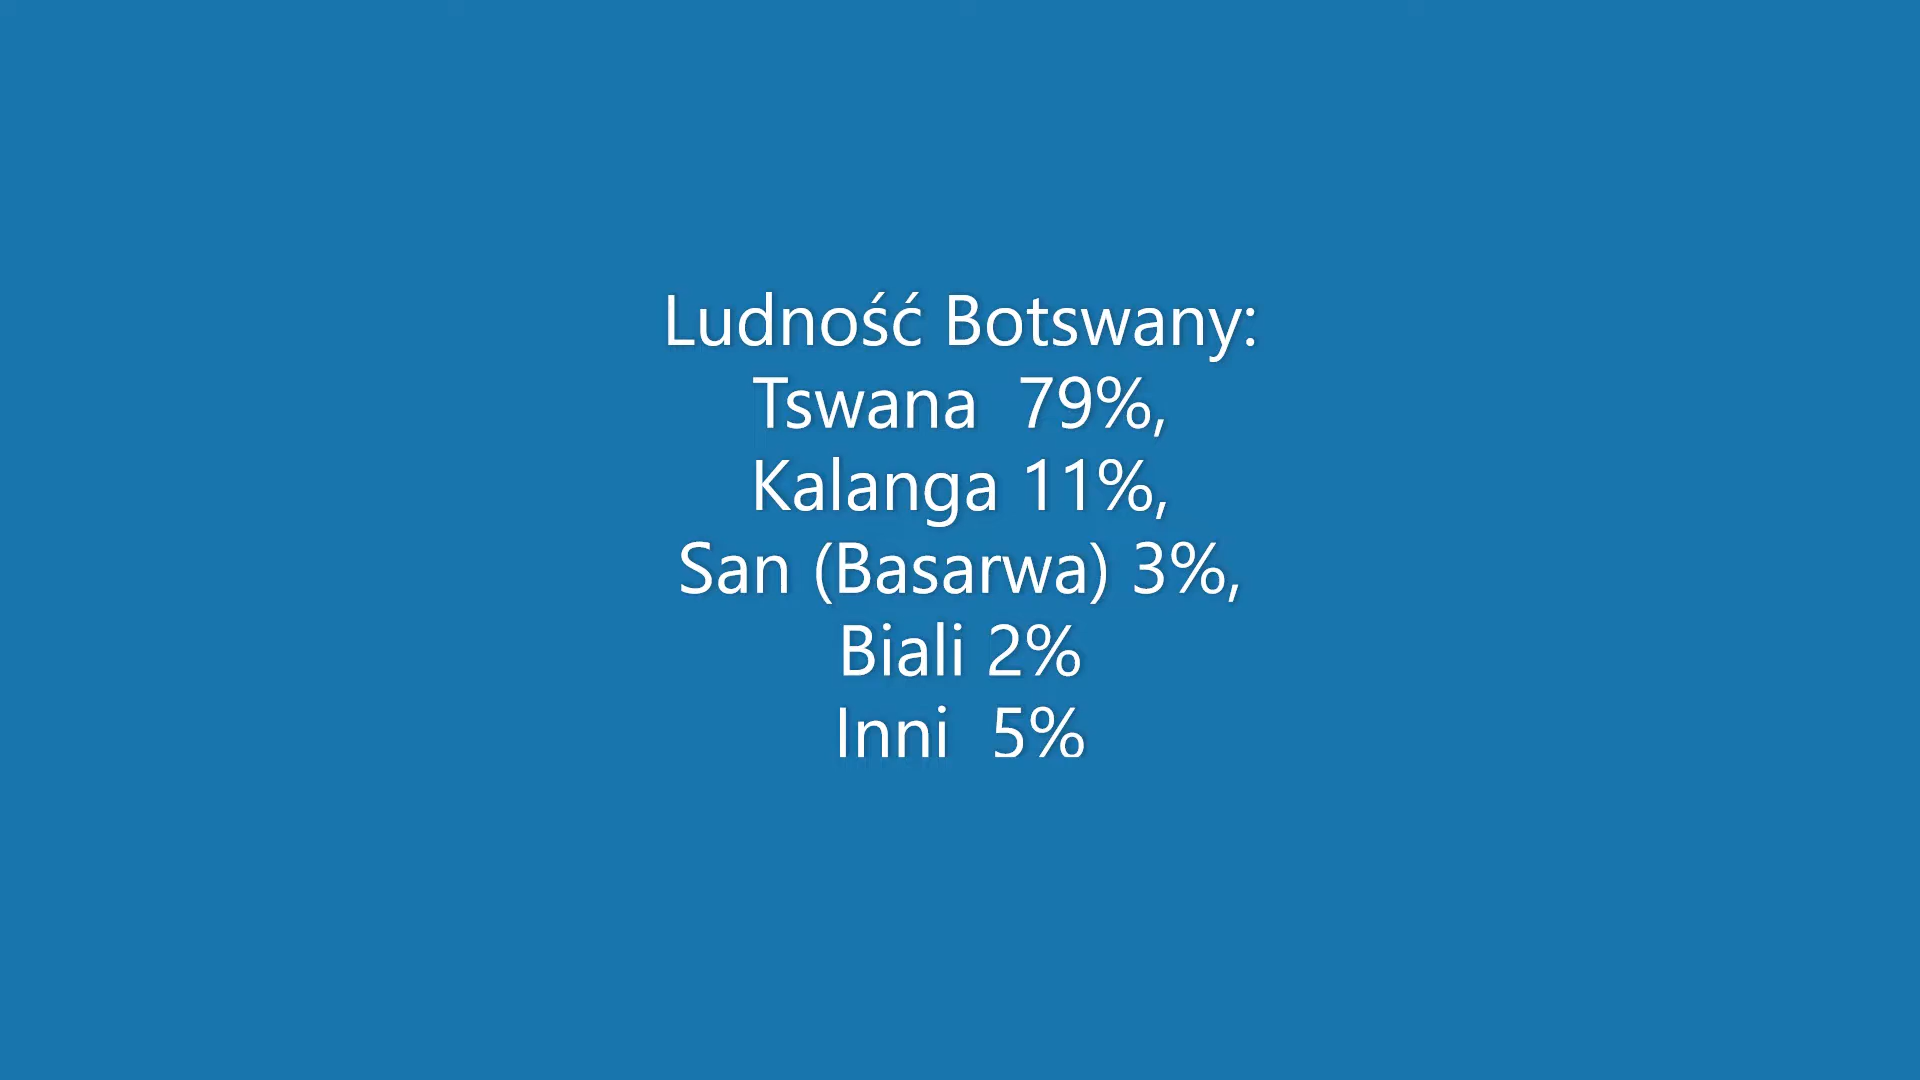 Ludność Botswany:
Tswana  79%,
Kalanga 11%,
San (Basarwa) 3%,
Biali 2%
Inni  5%